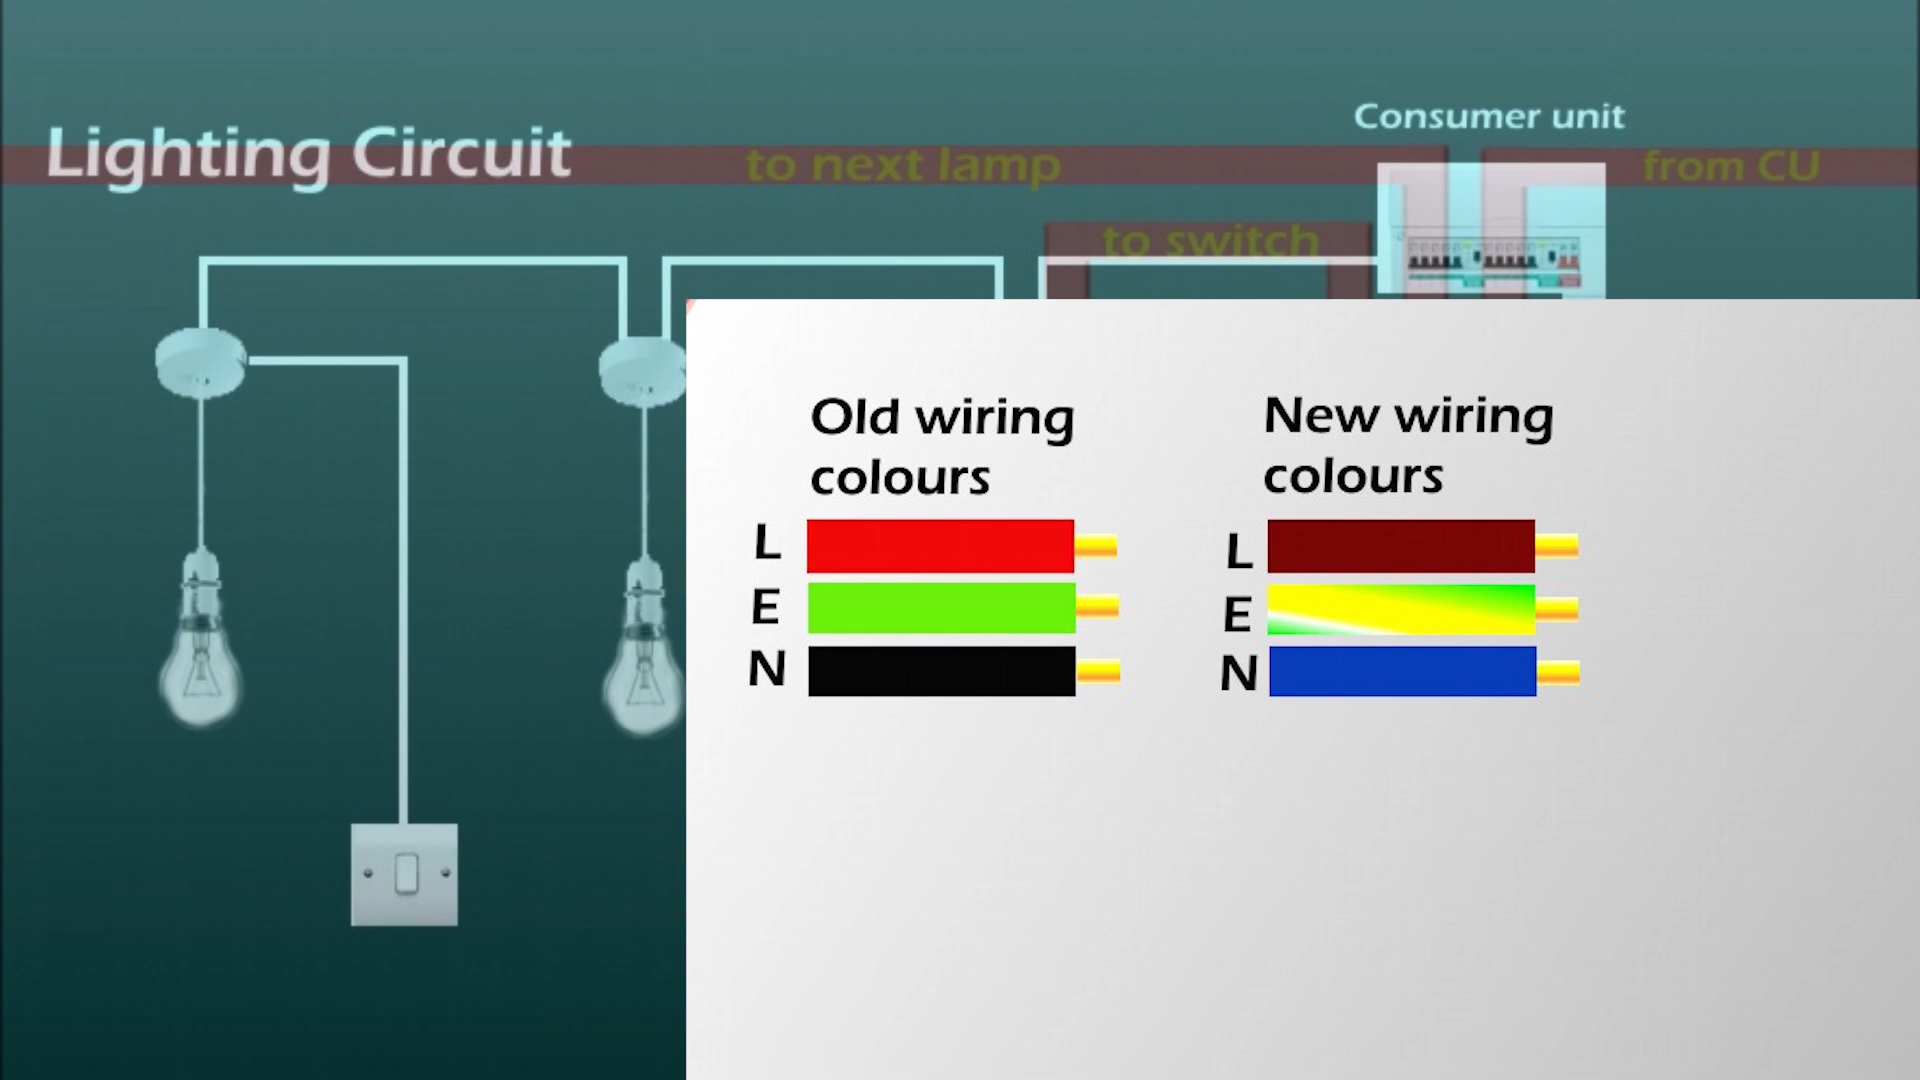 Consumer unit
Lighting Circuit
to next lamp
from CU
to switch
Old wiring
colours
New wiring
colours
L
E
N
L
E
N